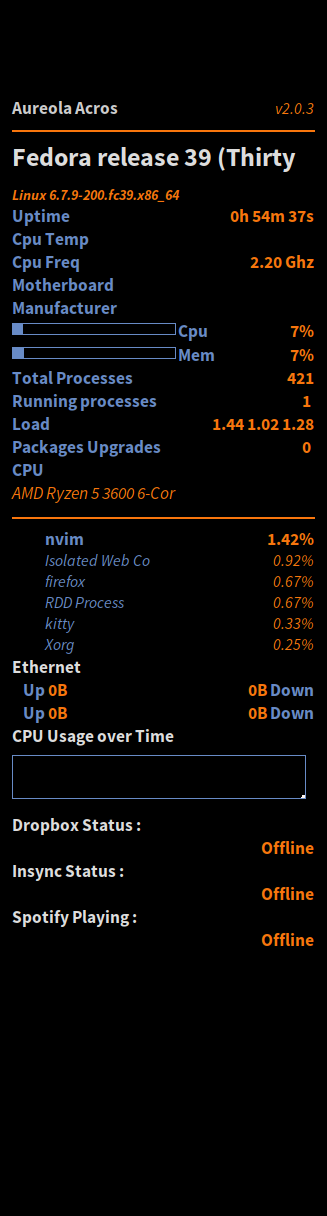 Aureola Acros v2.0.3
Fedora release 39 (Thirty
Linux 6.7.9-200.fc39.x86_64
Uptime 0h 54m 37s
Cpu Temp
Cpu Freq 2.20 Ghz
Motherboard
Manufacturer
Cpu 7%
Mem 7%
Total Processes 421
Running processes 1
Load 1.44 1.02 1.28
Packages Upgrades 0
CPU
AMD Ryzen 5 3600 6-Cor
nvim 1.42%
Isolated Web Co 0.92%
firefox 0.67%
RDD Process 0.67%
kitty 0.33%
Xorg 0.25%
Ethernet
Up 0B 0B Down
Up 0B 0B Down
CPU Usage over Time
Dropbox Status :
Offline
Insync Status :
Offline
Spotify Playing :
Offline